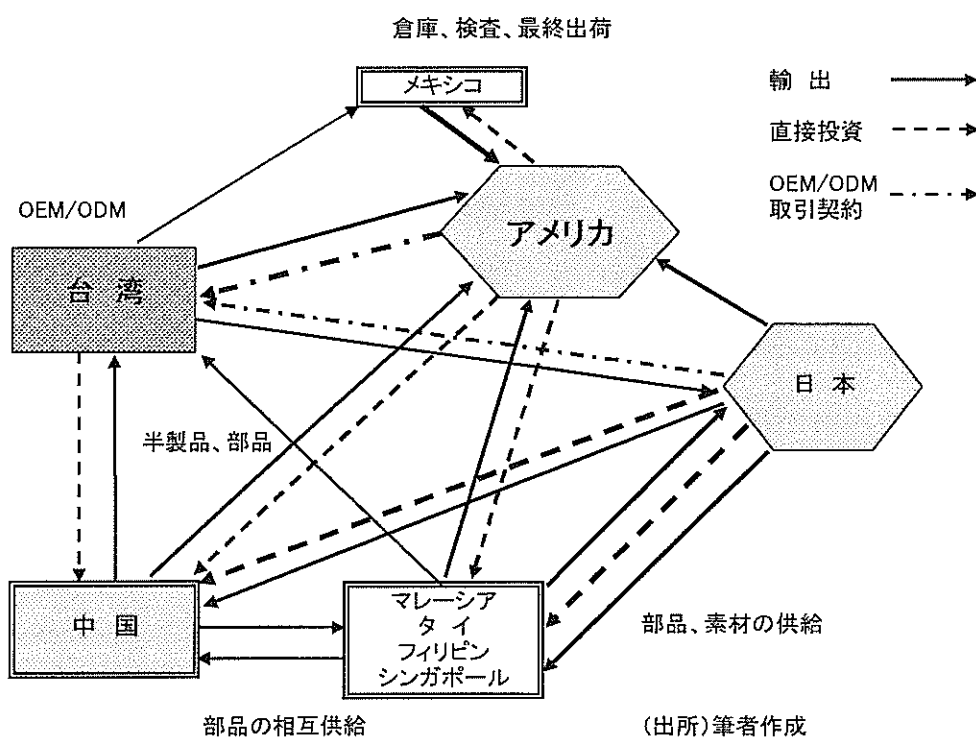 倉庫、検査、最終出荷
メキシコ
輸 出
直接投資
OEM/ODM
取引契約
OEM/ODM
アメリカ
台 湾
日 本
半製品、部品
中 国
マレーシア
タ イ
フィリピン
シンガポール
部品、素材の供給
部品の相互供給
(出所)筆者作成